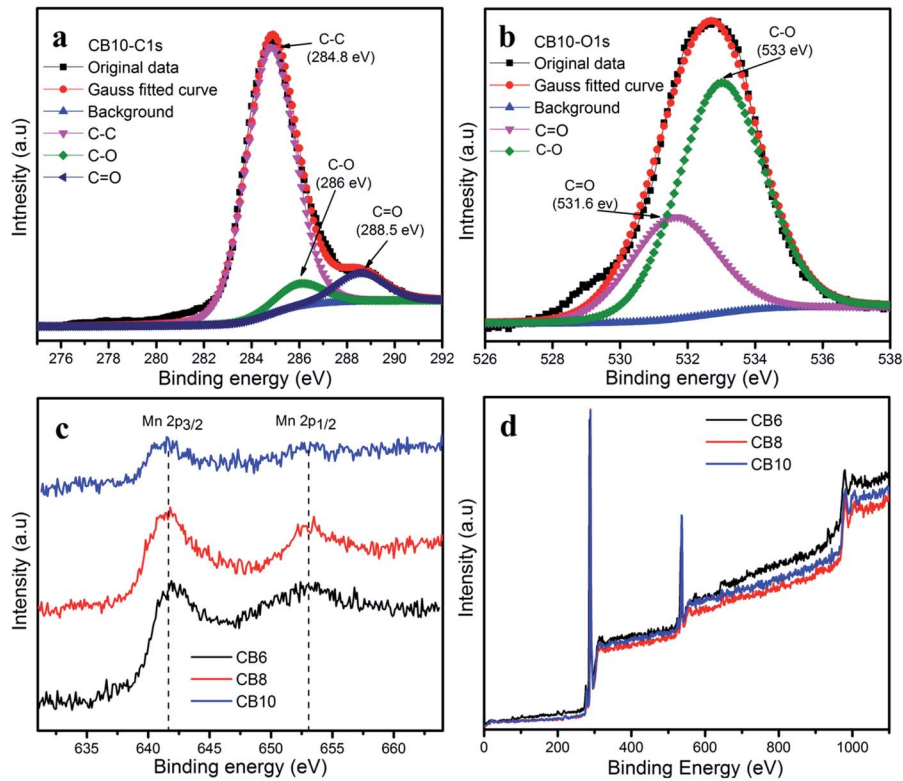 a
CB10-C1s
Original data
Gauss fitted curve
Background
C-C
C-O
C=O
C-C
(284.8 eV)
C-O
(286 eV)
C=O
(288.5 eV)
Intnesity (a.u)
276 278 280 282 284 286 288 290 292
Binding energy (eV)
b
CB10-O1s
Original data
Gauss fitted curve
Background
C=O
C-O
C-O
(533 eV)
C=O
(531.6 ev)
Intnesity (a.u)
526 528 530 532 534 536 538
Binding energy (eV)
c
Mn 2p3/2
Mn 2p1/2
CB6
CB8
CB10
Intensity (a.u)
635 640 645 650 655 660
Binding energy (eV)
d
CB6
CB8
CB10
Intensity (a.u)
0 200 400 600 800 1000
Binding Energy (eV)